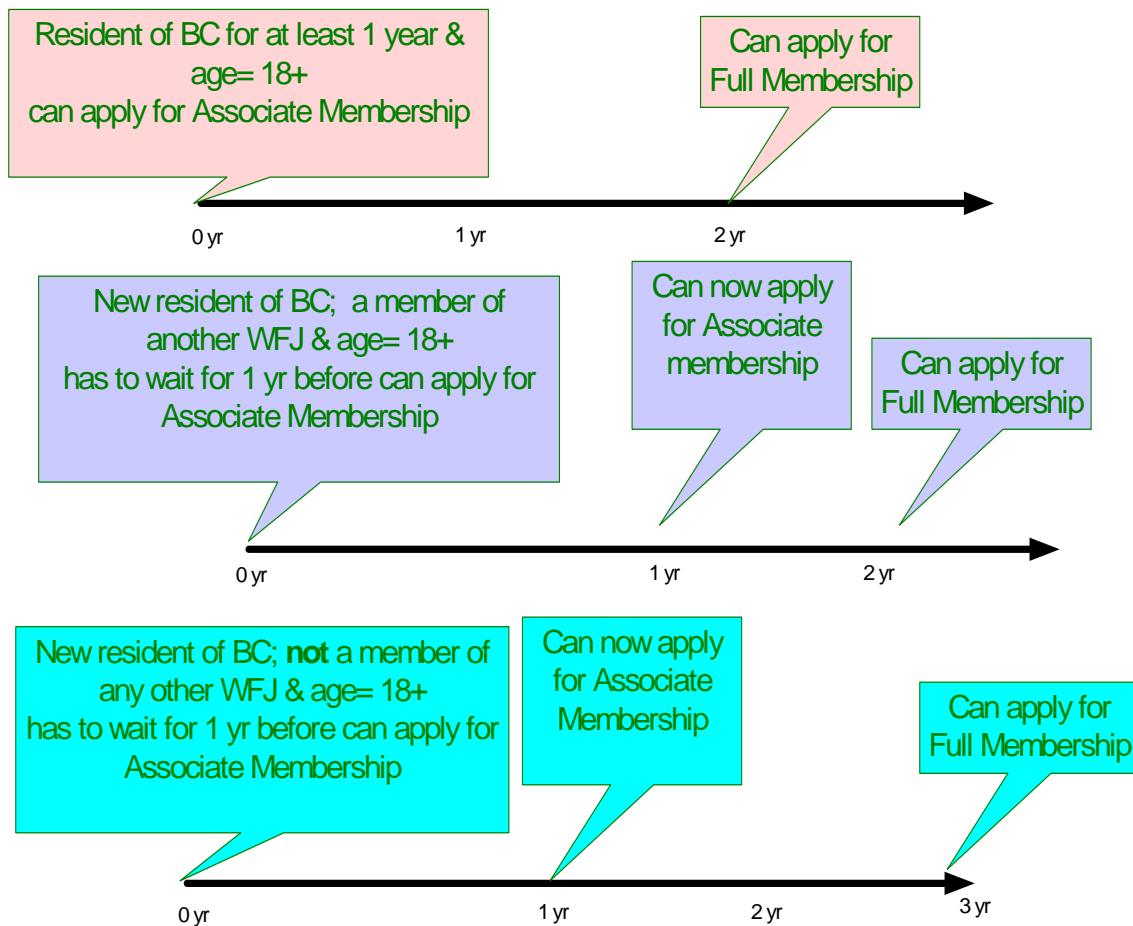 Resident of BC for at least 1 year &
age= 18+
can apply for Associate Membership
Can apply for
Full Membership
0 yr
1 yr
2 yr
New resident of BC;  a member of
another WFJ & age= 18+
has to wait for 1 yr before can apply for
Associate Membership
Can now apply
for Associate
membership
Can apply for
Full Membership
0 yr
1 yr
2 yr
New resident of BC; not a member of
any other WFJ & age= 18+
has to wait for 1 yr before can apply for
Associate Membership
Can now apply
for Associate
Membership
Can apply for
Full Membership
0 yr
1 yr
2 yr
3 yr